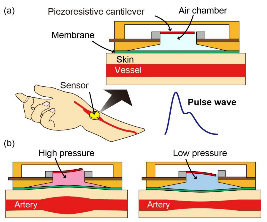 (a)
Piezoresistive cantilever
Air chamber
Membrane
Skin
Vessel
Sensor
Pulse wave
(b)
High pressure
Low pressure
Artery
Artery